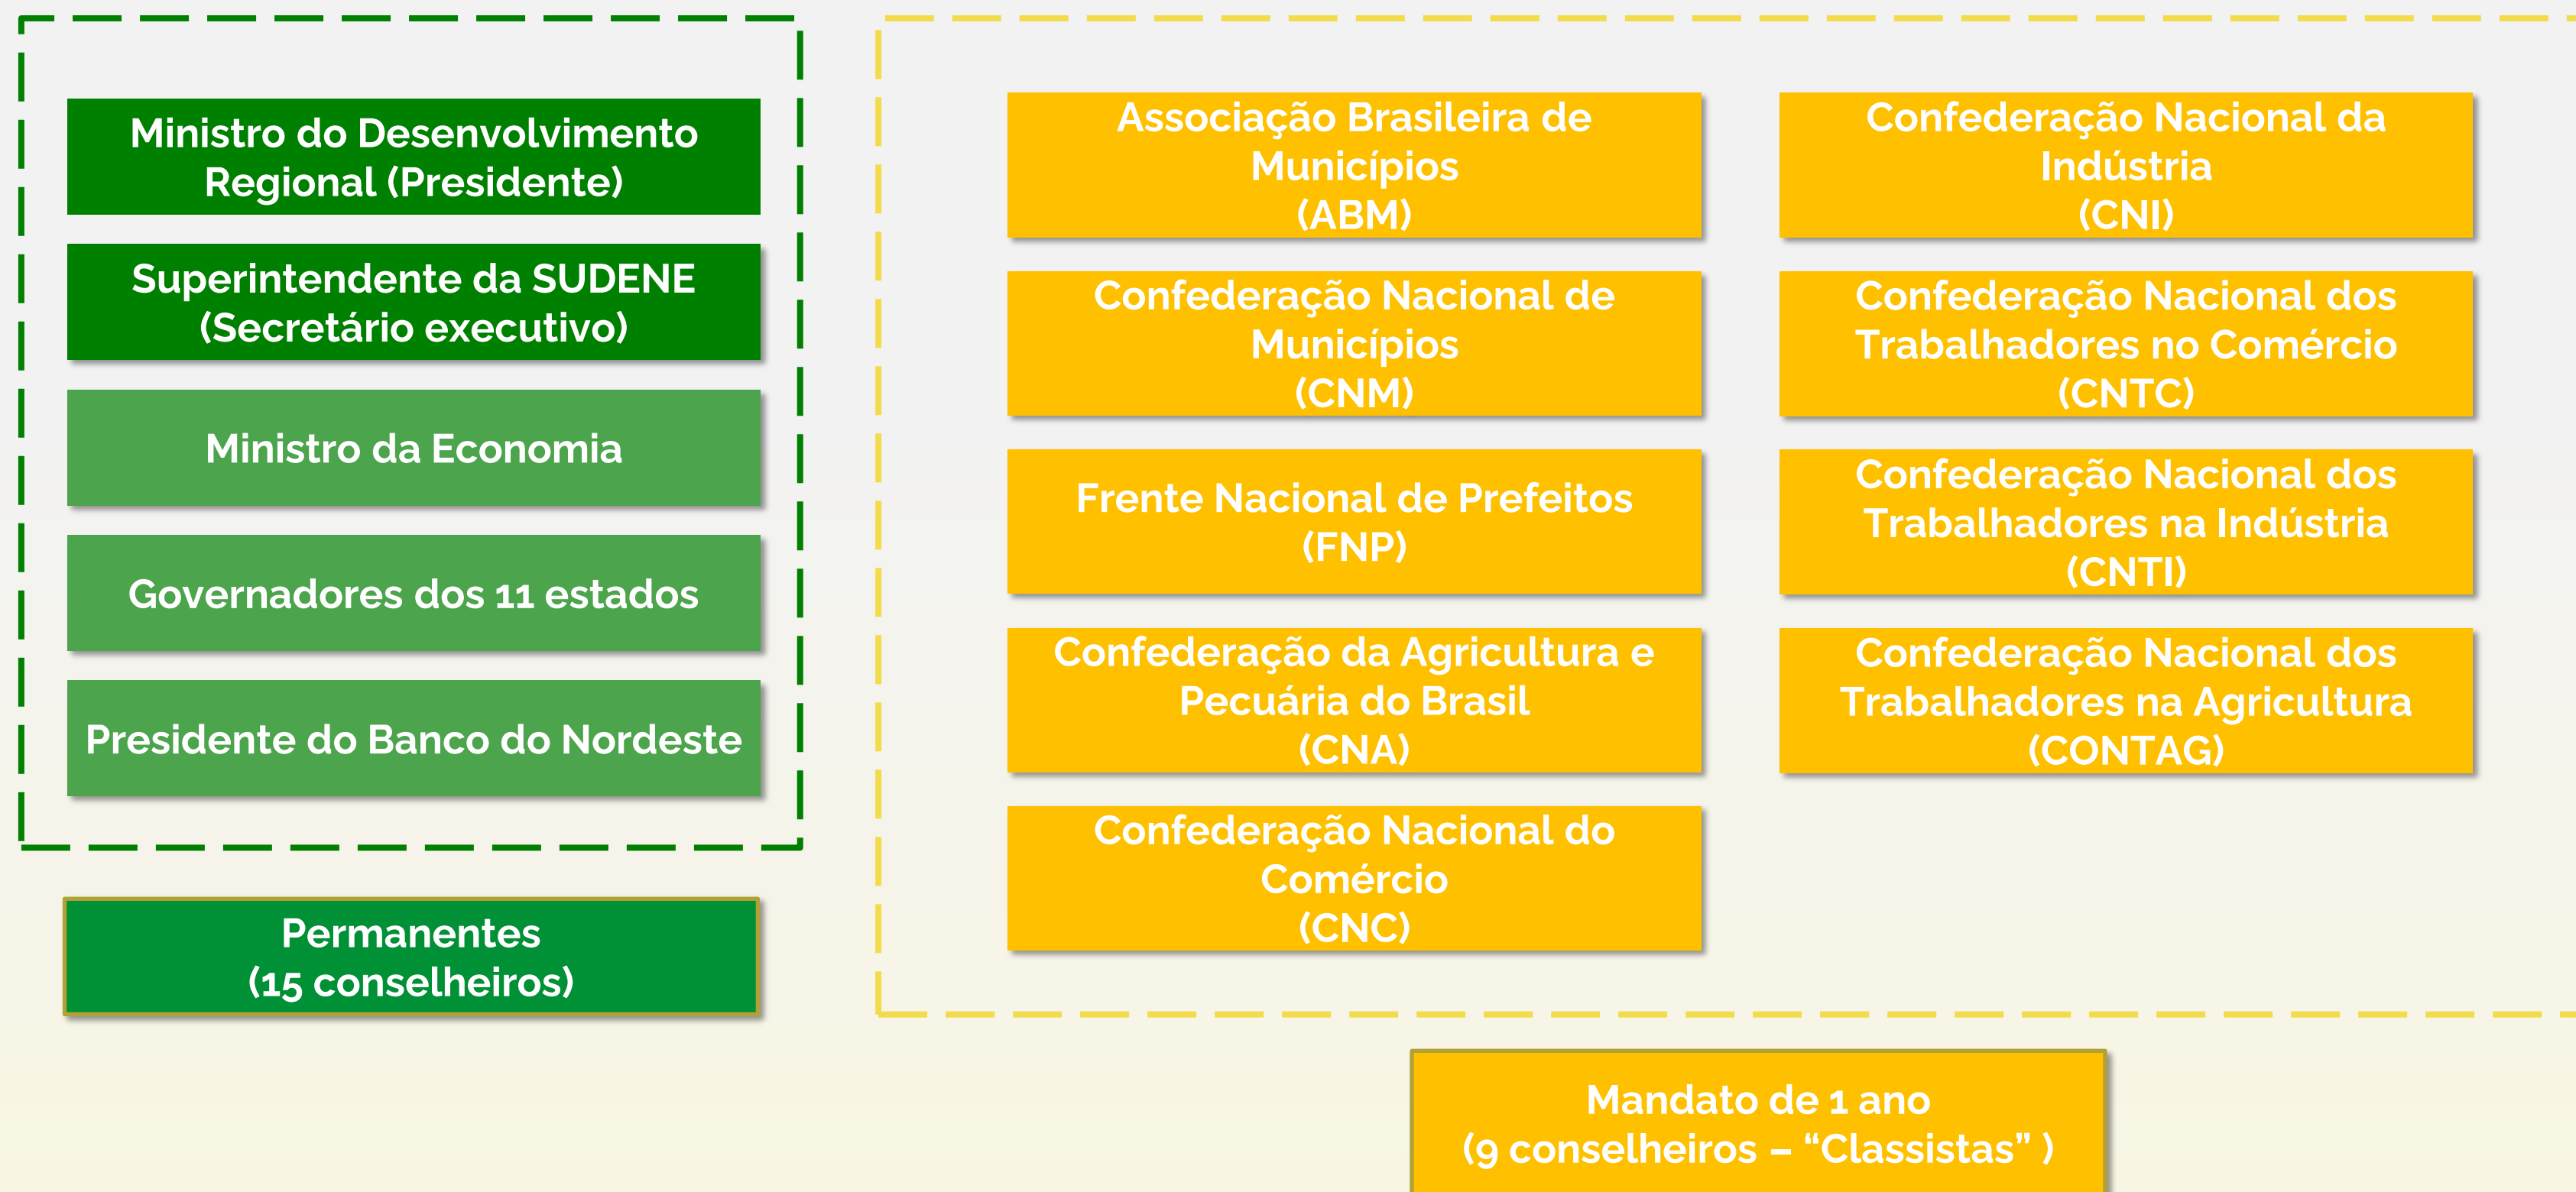 Ministro do Desenvolvimento
Regional (Presidente)
Superintendente da SUDENE
(Secretário executivo)
Ministro da Economia
Governadores dos 11 estados
Presidente do Banco do Nordeste
Permanentes
(15 conselheiros)
Associação Brasileira de
Municípios
(ABM)
Confederação Nacional de
Municípios
(CNM)
Frente Nacional de Prefeitos
(FNP)
Confederação da Agricultura e
Pecuária do Brasil
(CNA)
Confederação Nacional do
Comércio
(CNC)
Confederação Nacional da
Indústria
(CNI)
Confederação Nacional dos
Trabalhadores no Comércio
(CNTC)
Confederação Nacional dos
Trabalhadores na Indústria
(CNTI)
Confederação Nacional dos
Trabalhadores na Agricultura
(CONTAG)
Mandato de 1 ano
(9 conselheiros – “Classistas” )